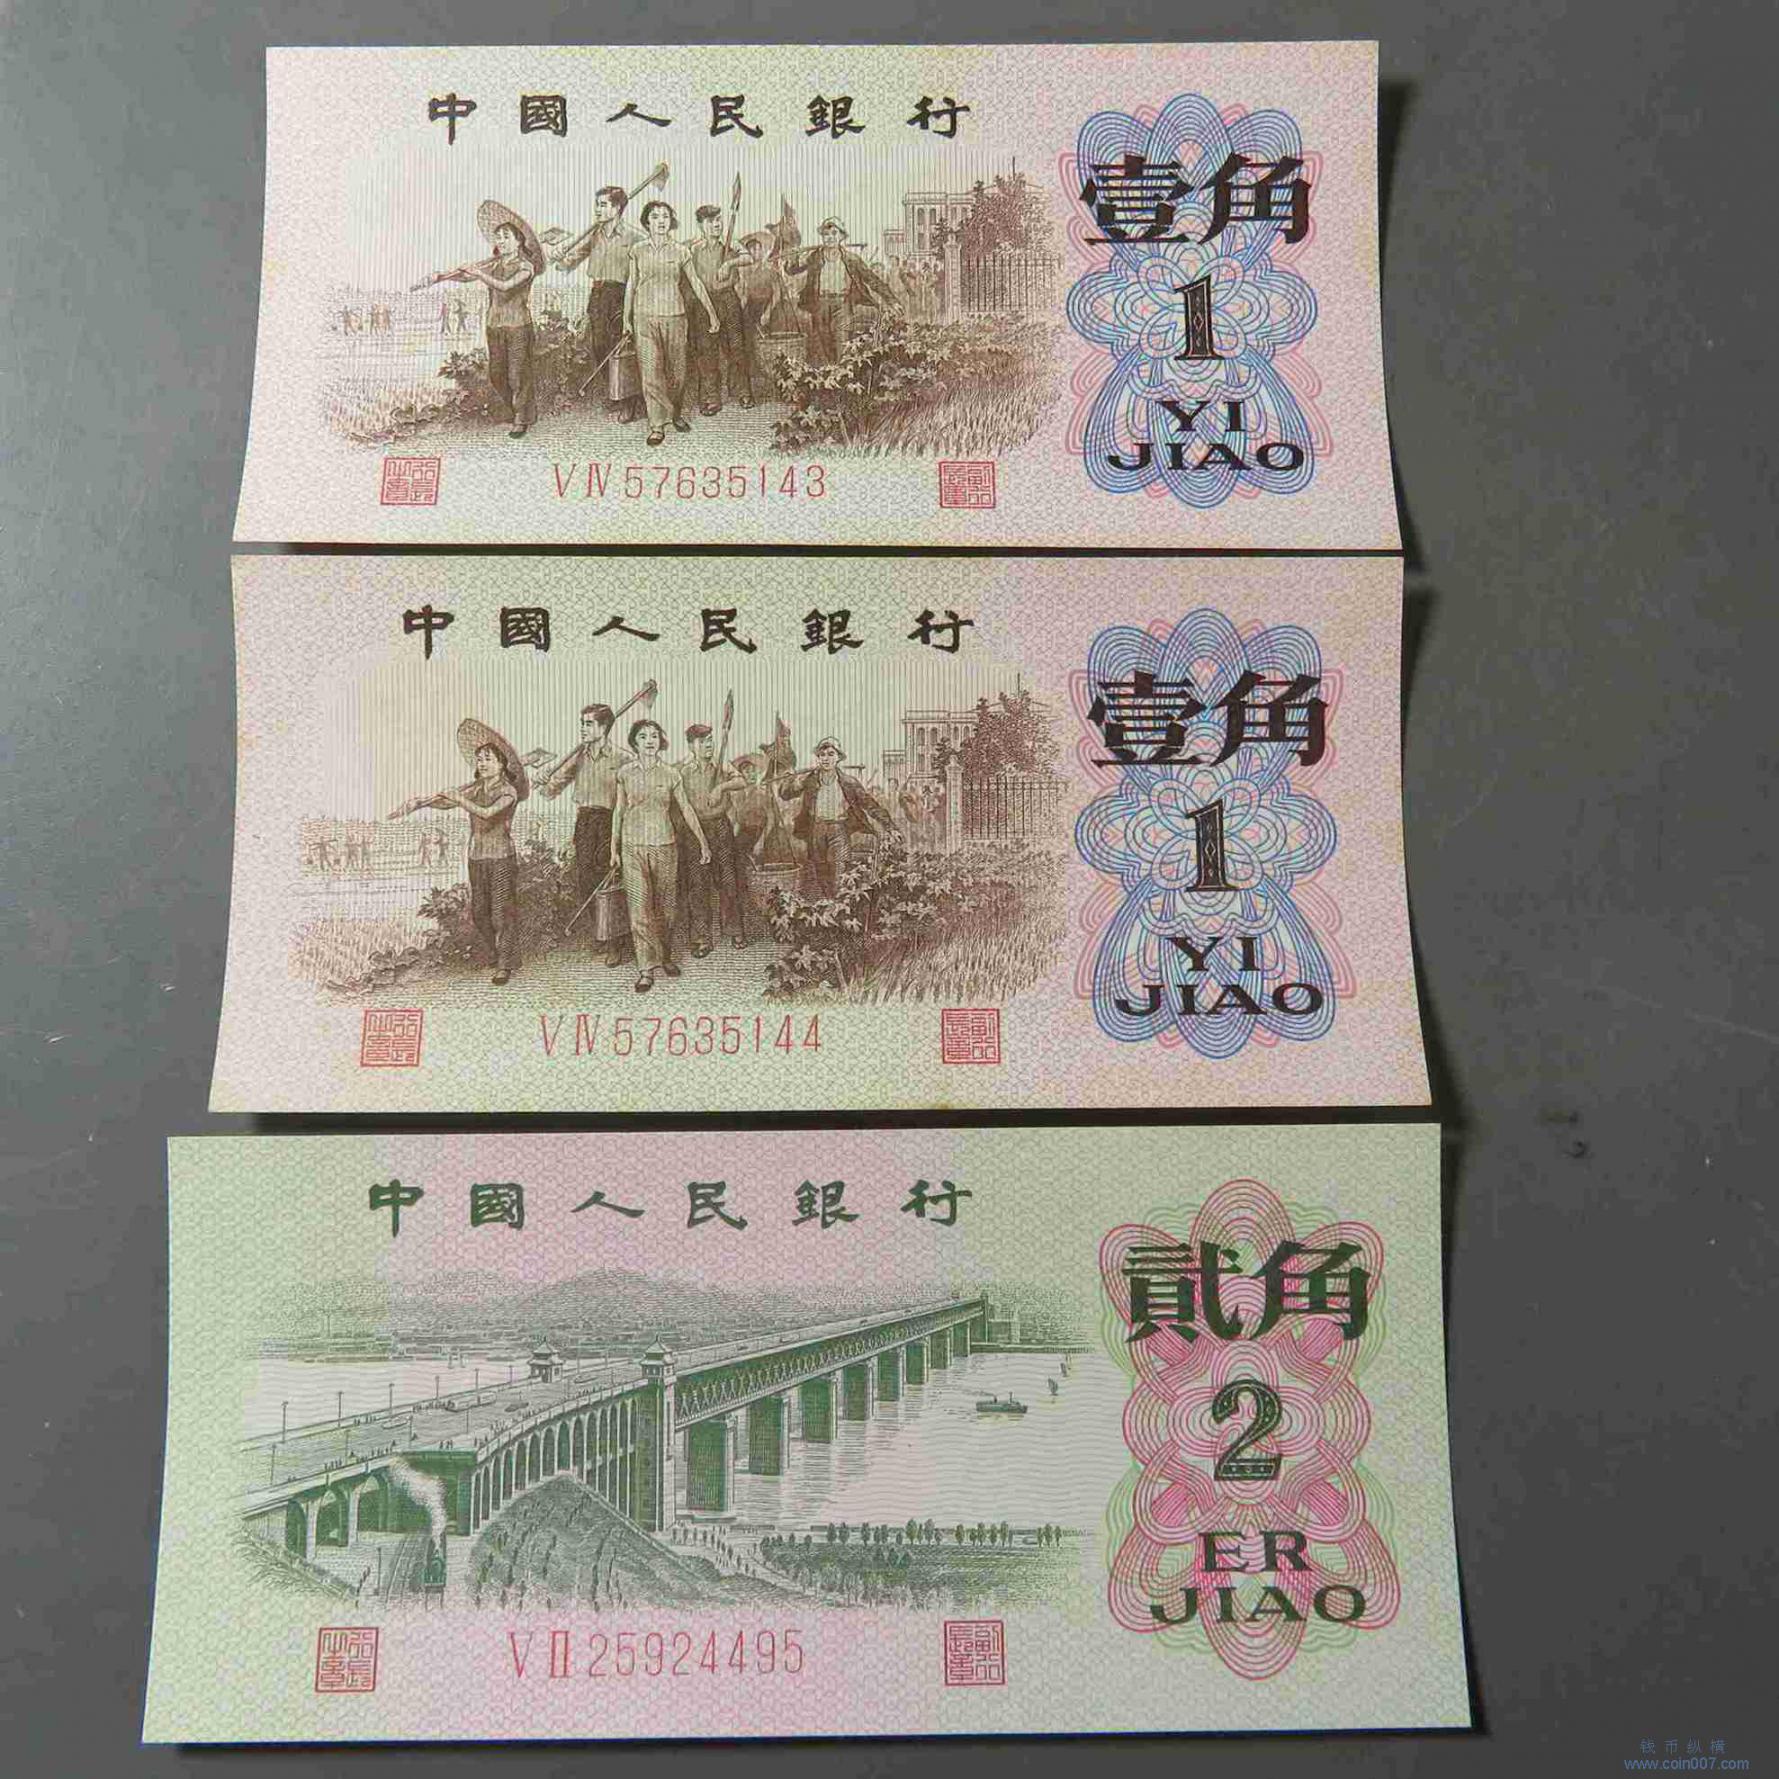 中國人民銀行
壹角
1
YI
JIAO
ⅤⅣ57635143
中國人民銀行
壹角
1
YI
JIAO
ⅤⅣ57635144
中國人民銀行
貳角
2
ER
JIAO
ⅤⅡ25924495
钱币纵横
www.coin007.com